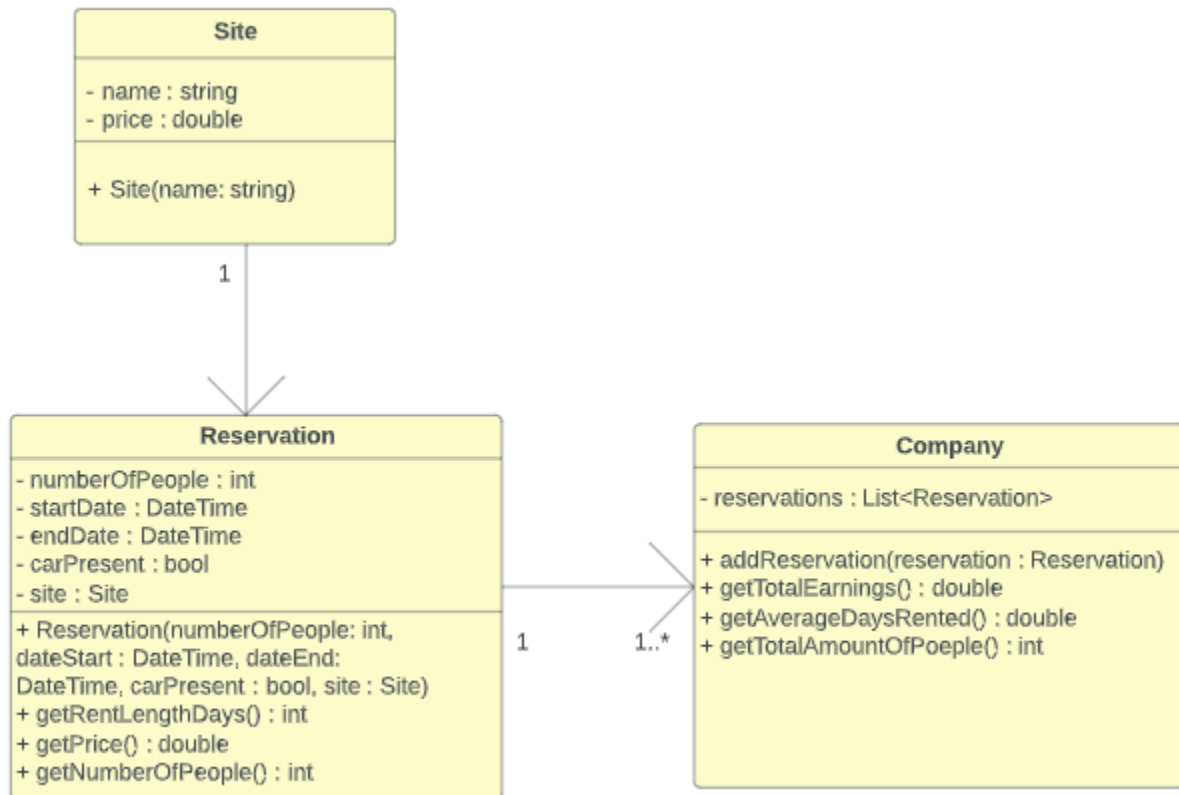 Site
- name : string
- price : double
+ Site(name: string)
1
Reservation
- numberOfPeople : int
- startDate : DateTime
- endDate : DateTime
- carPresent : bool
- site : Site
+ Reservation(numberOfPeople: int,
dateStart : DateTime, dateEnd:
DateTime, carPresent : bool, site : Site)
+ getRentLengthDays() : int
+ getPrice() : double
+ getNumberOfPeople() : int
1
1..*
Company
- reservations : List<Reservation>
+ addReservation(reservation : Reservation)
+ getTotalEarnings() : double
+ getAverageDaysRented() : double
+ getTotalAmountOfPoeple() : int